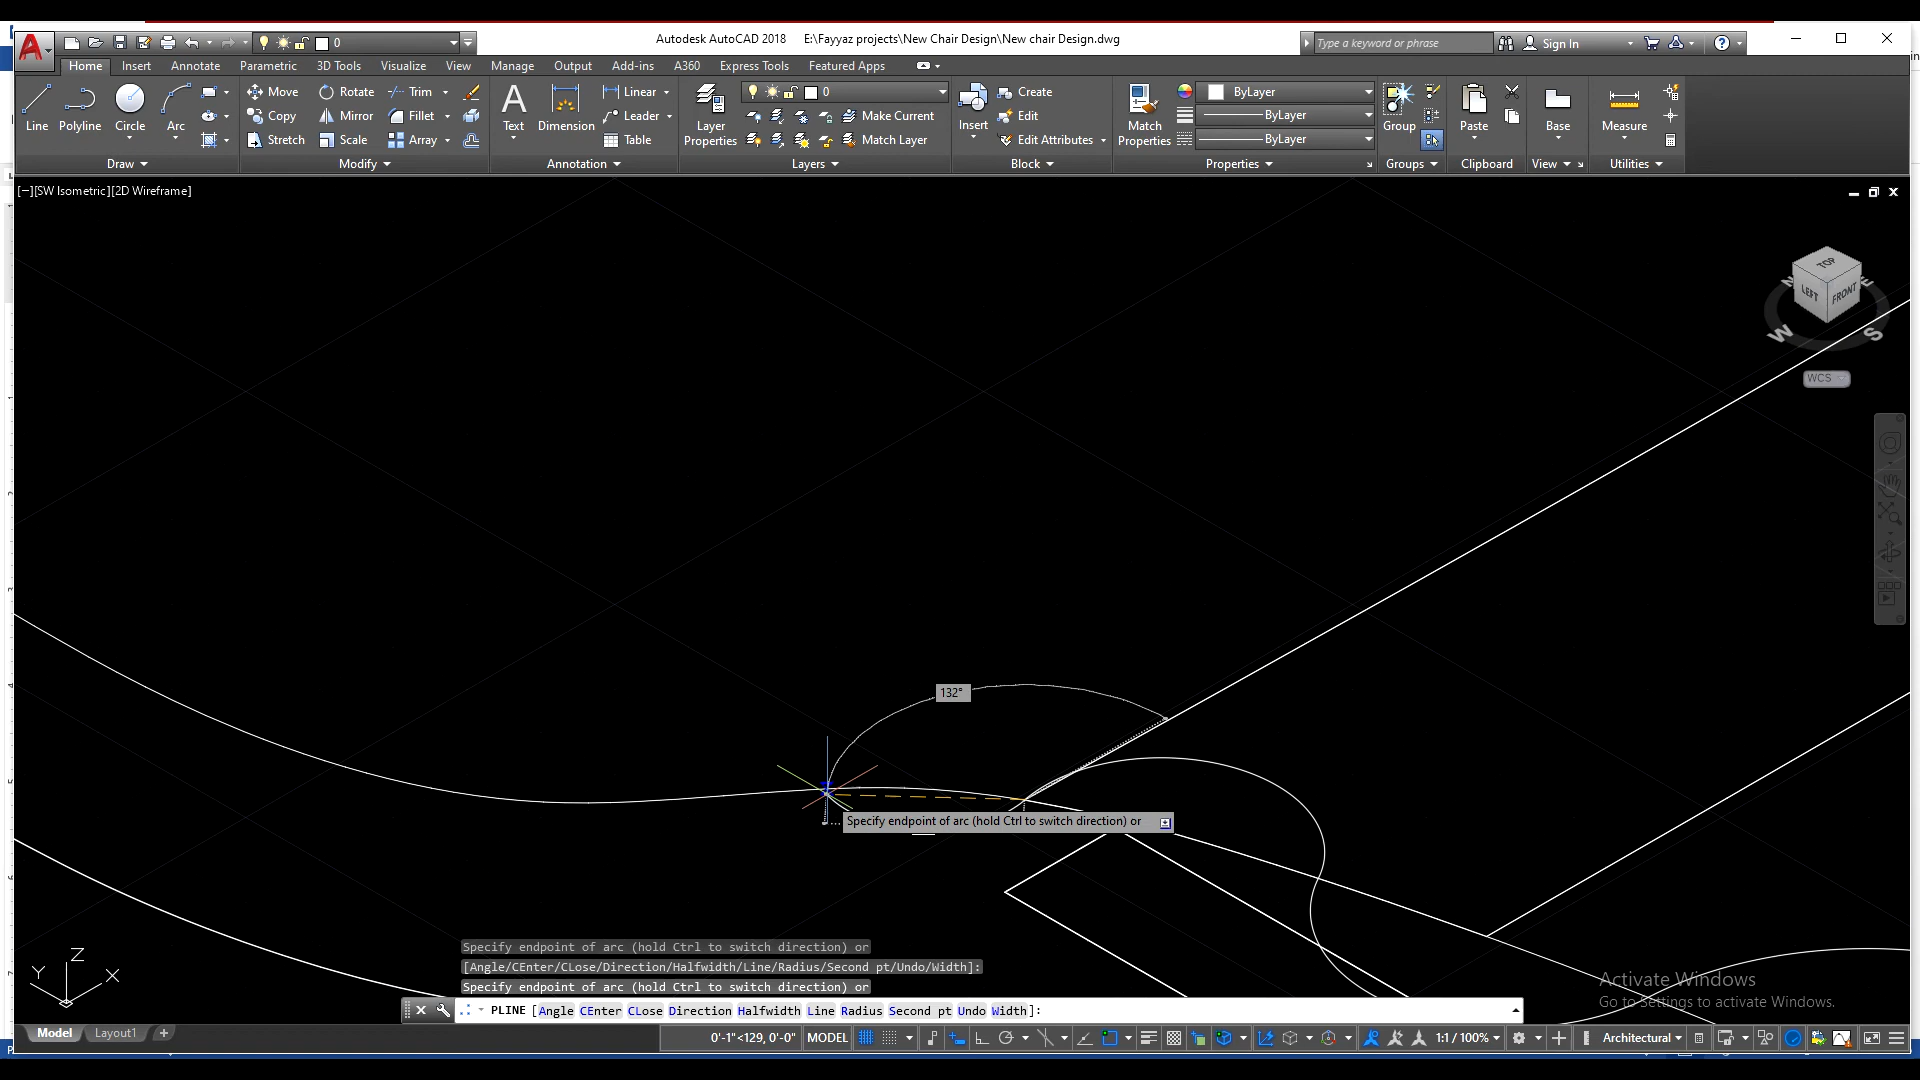 0
Autodesk AutoCAD 2018 E:\Fayyaz projects\New Chair Design\New chair Design.dwg
Type a keyword or phrase
Sign In
Home Insert Annotate Parametric 3D Tools Visualize View Manage Output Add-ins A360 Express Tools Featured Apps
Line Polyline Circle Arc
Move Rotate Trim
Copy Mirror Fillet
Stretch Scale Array
Text Dimension
Linear
Leader
Table
Layer Properties
0
Make Current
Match Layer
Insert
Create
Edit
Edit Attributes
Match Properties
ByLayer
ByLayer
ByLayer
Group
Paste
Base
Measure
Draw Modify Annotation Layers Block Properties Groups Clipboard View Utilities
[−][SW Isometric][2D Wireframe]
TOP
LEFT FRONT
W S
WCS
132°
Specify endpoint of arc (hold Ctrl to switch direction) or
Z
Y X
Specify endpoint of arc (hold Ctrl to switch direction) or
[Angle/CEnter/CLose/Direction/Halfwidth/Line/Radius/Second pt/Undo/Width]:
Specify endpoint of arc (hold Ctrl to switch direction) or
PLINE [Angle CEnter CLose Direction Halfwidth Line Radius Second pt Undo Width]:
Activate Windows
Go to Settings to activate Windows.
Model Layout1
0'-1"<129, 0'-0" MODEL 1:1 / 100% Architectural